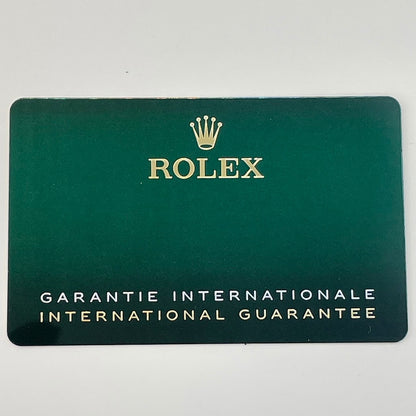 ROLEX
GARANTIE INTERNATIONALE
INTERNATIONAL GUARANTEE